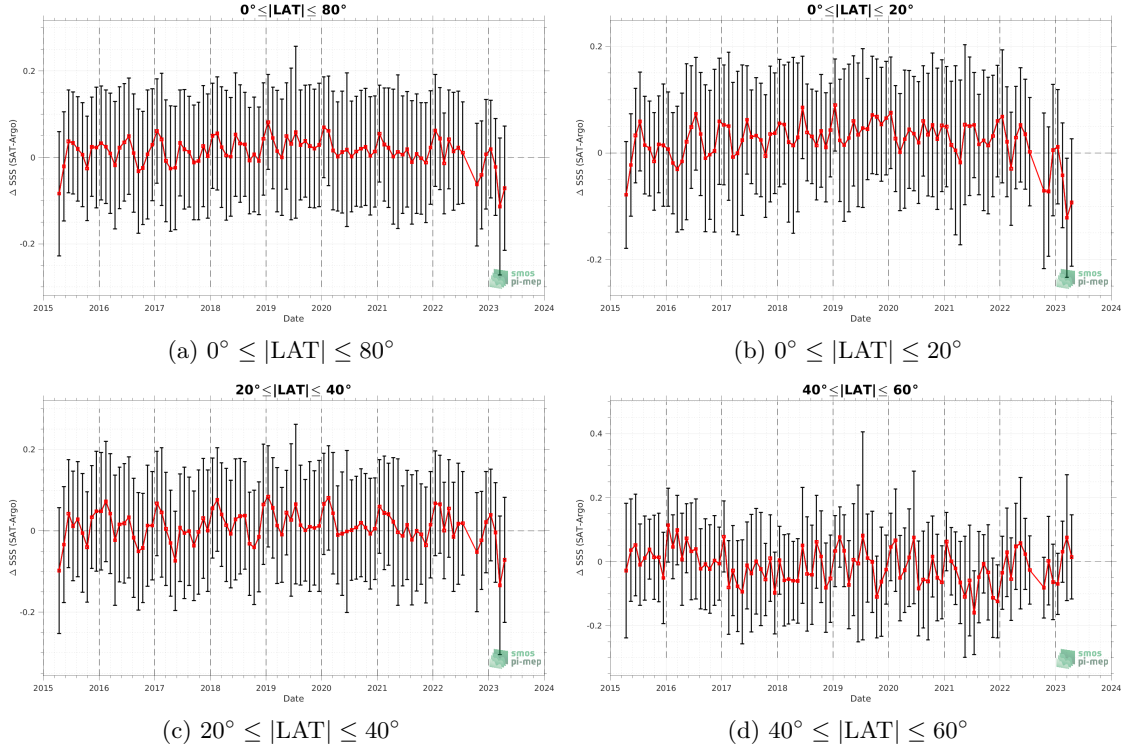 0°≤|LAT|≤ 80°
Δ SSS (SAT-Argo)
0.2
0
-0.2
2015 2016 2017 2018 2019 2020 2021 2022 2023 2024
Date
smos
pi-mep
(a) 0° ≤ |LAT| ≤ 80°
0°≤|LAT|≤ 20°
Δ SSS (SAT-Argo)
0.2
0
-0.2
2015 2016 2017 2018 2019 2020 2021 2022 2023 2024
Date
smos
pi-mep
(b) 0° ≤ |LAT| ≤ 20°
20°≤|LAT|≤ 40°
Δ SSS (SAT-Argo)
0.2
0
-0.2
2015 2016 2017 2018 2019 2020 2021 2022 2023 2024
Date
smos
pi-mep
(c) 20° ≤ |LAT| ≤ 40°
40°≤|LAT|≤ 60°
Δ SSS (SAT-Argo)
0.4
0.2
0
-0.2
2015 2016 2017 2018 2019 2020 2021 2022 2023 2024
Date
smos
pi-mep
(d) 40° ≤ |LAT| ≤ 60°